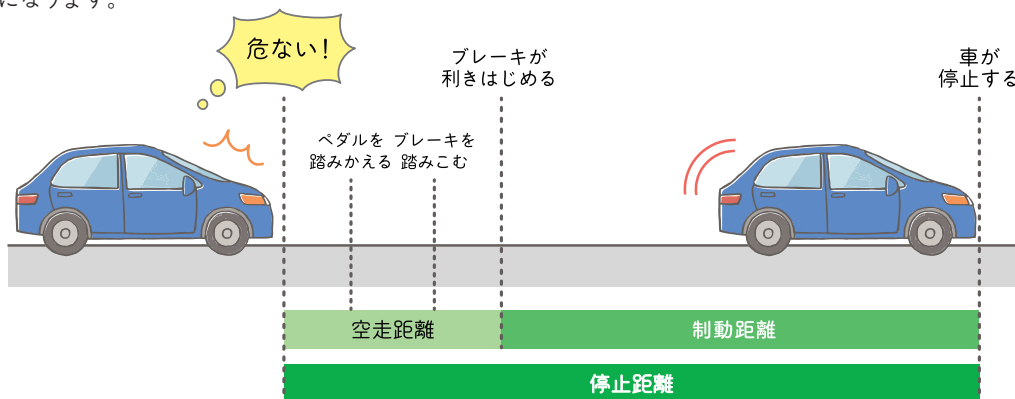 になります。
危ない！
ブレーキが
利きはじめる
車が
停止する
ペダルを
踏みかえる
ブレーキを
踏みこむ
空走距離
制動距離
停止距離